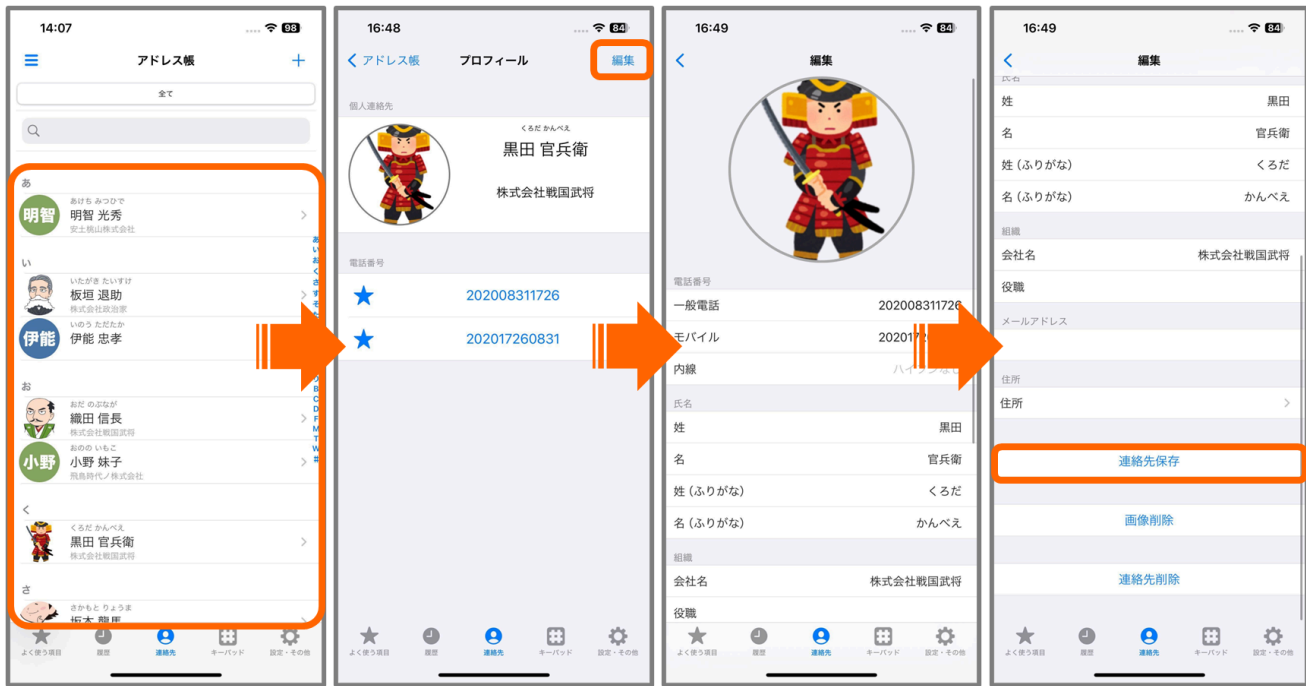 14:07
98
アドレス帳
全て
あ
明智
あけち みつひで
明智 光秀
安土桃山株式会社
い
いたがき たいすけ
板垣 退助
株式会社政治家
伊能
いのう ただたか
伊能 忠孝
お
おだ のぶなが
織田 信長
株式会社戦国武将
小野
おのの いもこ
小野 妹子
飛鳥時代ノ株式会社
く
くろだ かんべえ
黒田 官兵衛
株式会社戦国武将
さ
さかもと りょうま
坂本 龍馬
あ
い
お
く
さ
す
そ
た
り
B
C
D
F
M
T
W
#
よく使う項目
履歴
連絡先
キーパッド
設定・その他
16:48
84
アドレス帳
プロフィール
編集
個人連絡先
くろだ かんべえ
黒田 官兵衛
株式会社戦国武将
電話番号
202008311726
202017260831
よく使う項目
履歴
連絡先
キーパッド
設定・その他
16:49
84
編集
電話番号
一般電話
202008311726
モバイル
20201
内線
氏名
姓
黒田
名
官兵衛
姓（ふりがな）
くろだ
名（ふりがな）
かんべえ
組織
会社名
株式会社戦国武将
役職
よく使う項目
履歴
連絡先
キーパッド
設定・その他
16:49
84
編集
氏名
姓
黒田
名
官兵衛
姓（ふりがな）
くろだ
名（ふりがな）
かんべえ
組織
会社名
株式会社戦国武将
役職
メールアドレス
住所
住所
連絡先保存
画像削除
連絡先削除
よく使う項目
履歴
連絡先
キーパッド
設定・その他